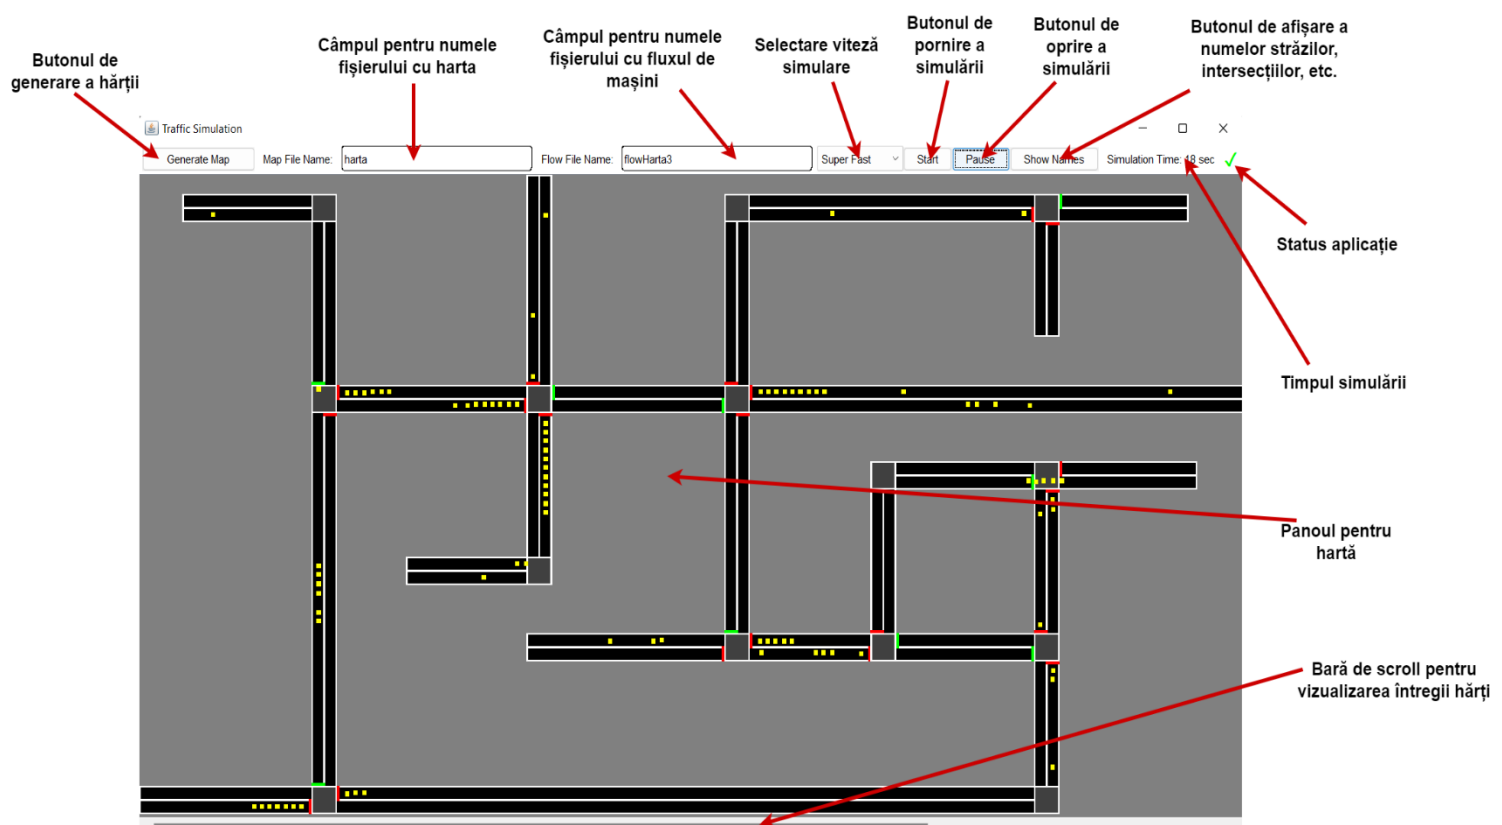 Butonul de
generare a hărții
Câmpul pentru numele
fișierului cu harta
Câmpul pentru numele
fișierului cu fluxul de
mașini
Selectare viteză
simulare
Butonul de
pornire a
simulării
Butonul de
oprire a
simulării
Butonul de afișare a
numelor străzilor,
intersecțiilor, etc.
Traffic Simulation
Generate Map
Map File Name:
harta
Flow File Name:
flowHarta3
Super Fast
Start
Pause
Show Names
Simulation Time: 48 sec
Status aplicație
Timpul simulării
Panoul pentru
hartă
Bară de scroll pentru
vizualizarea întregii hărți